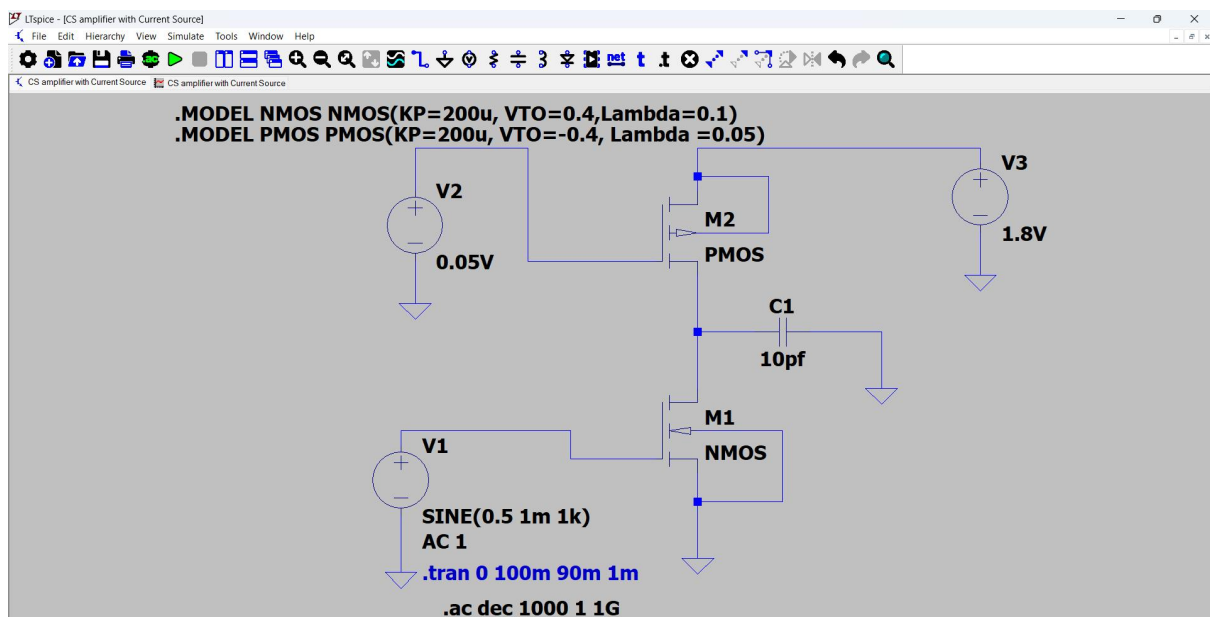 LTspice - [CS amplifier with Current Source]
File Edit Hierarchy View Simulate Tools Window Help
.ac
net t .t
CS amplifier with Current Source CS amplifier with Current Source
.MODEL NMOS NMOS(KP=200u, VTO=0.4,Lambda=0.1)
.MODEL PMOS PMOS(KP=200u, VTO=-0.4, Lambda =0.05)
V2
0.05V
M2
PMOS
V3
1.8V
C1
10pf
M1
NMOS
V1
SINE(0.5 1m 1k)
AC 1
.tran 0 100m 90m 1m
.ac dec 1000 1 1G